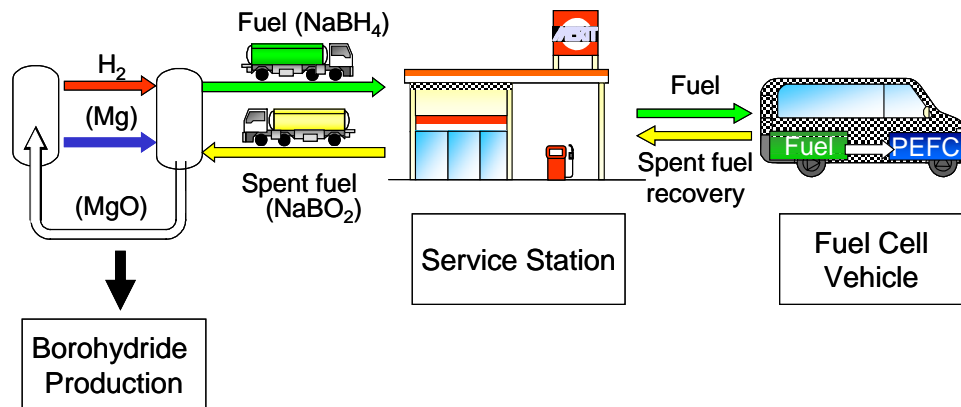 Fuel (NaBH₄)
H₂
(Mg)
(MgO)
Spent fuel
(NaBO₂)
Fuel
Spent fuel
recovery
Fuel
PEFC
Service Station
Fuel Cell
Vehicle
Borohydride
Production